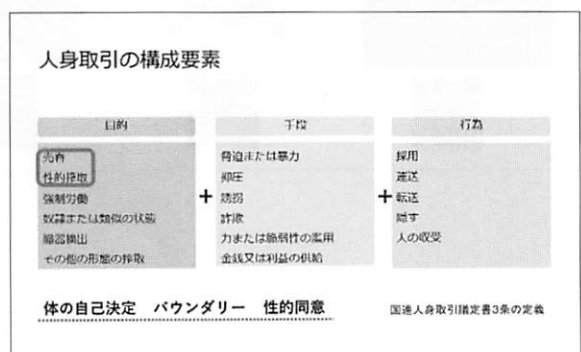 人身取引の構成要素
目的
売春
性的搾取
強制労働
奴隷または類似の状態
臓器摘出
その他の形態の搾取
+
手段
脅迫または暴力
抑圧
誘拐
詐欺
力または脆弱性の濫用
金銭又は利益の供給
+
行為
採用
運送
転送
隠す
人の収受
体の自己決定 バウンダリー 性的同意
国連人身取引議定書3条の定義